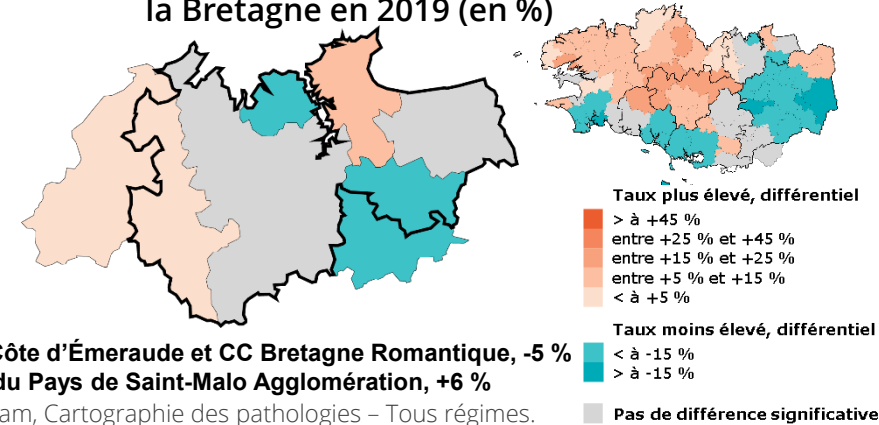 la Bretagne en 2019 (en %)
Taux plus élevé, différentiel
> à +45 %
entre +25 % et +45 %
entre +15 % et +25 %
entre +5 % et +15 %
< à +5 %
Taux moins élevé, différentiel
< à -15 %
> à -15 %
Pas de différence significative
Côte d’Émeraude et CC Bretagne Romantique, -5 %
du Pays de Saint-Malo Agglomération, +6 %
am, Cartographie des pathologies – Tous régimes.